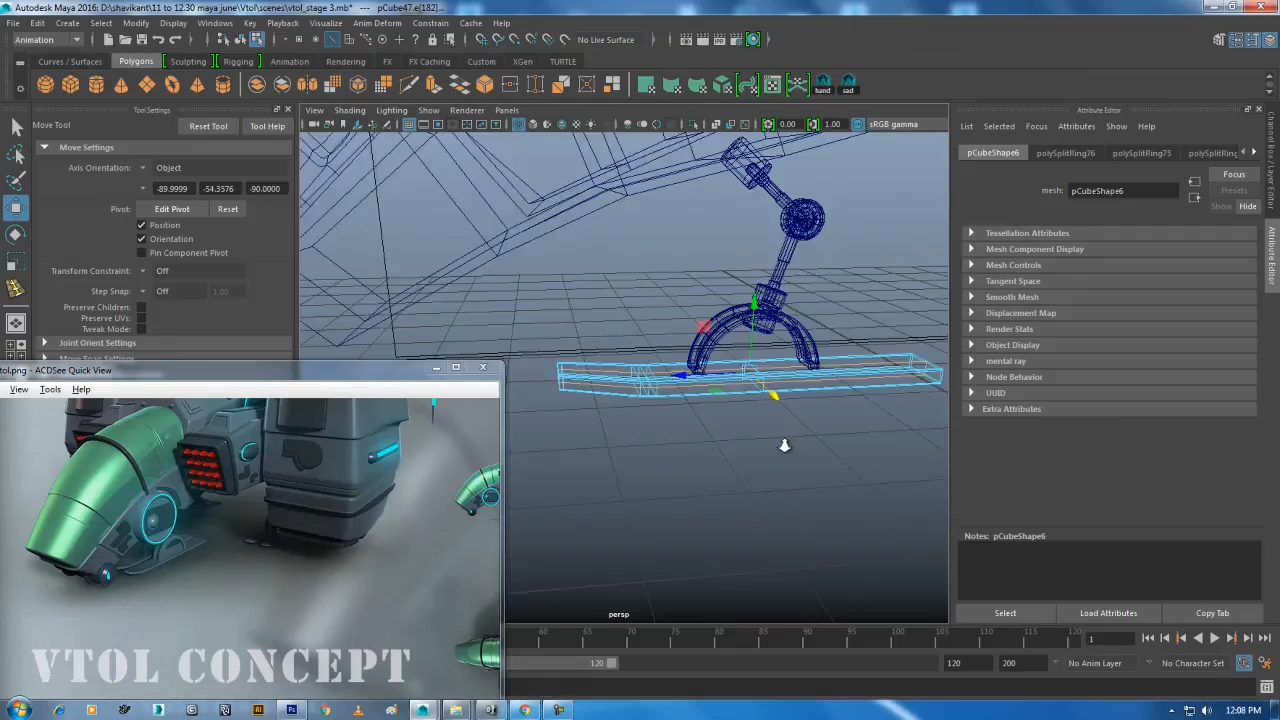 Autodesk Maya 2016: D:\shavikant\11 to 12.30 maya june\Vtol\scenes\vtol_stage 3.mb*  ---  pCube47.e[182]...
File Edit Create Select Modify Display Windows Key Playback Visualize Anim Deform Constrain Cache Help
Animation No Live Surface
Curves / Surfaces Polygons Sculpting Rigging Animation Rendering FX FX Caching Custom XGen TURTLE
hand sad
Tool Settings
View Shading Lighting Show Renderer Panels
Attribute Editor
Move Tool Reset Tool Tool Help
0.00 1.00 sRGB gamma
List Selected Focus Attributes Show Help
Move Settings
pCubeShape6 polySplitRing76 polySplitRing75 polySplitRing
Axis Orientation: Object
Focus
-89.9999 -54.3576 -90.0000
mesh: pCubeShape6
Presets
Pivot: Edit Pivot Reset
Show Hide
Position
Orientation
Pin Component Pivot
Transform Constraint: Off
Step Snap: Off 1.00
Preserve Children:
Preserve UVs:
Tweak Mode:
Joint Orient Settings
Move Snap Settings
Tessellation Attributes
Mesh Component Display
Mesh Controls
Tangent Space
Smooth Mesh
Displacement Map
Render Stats
Object Display
mental ray
Node Behavior
UUID
Extra Attributes
tol.png - ACDSee Quick View
View Tools Help
VTOL CONCEPT
persp
Notes: pCubeShape6
Select Load Attributes Copy Tab
60 65 70 75 80 85 90 95 100 105 110 115 120 1
120 120 200 No Anim Layer No Character Set
12:08 PM